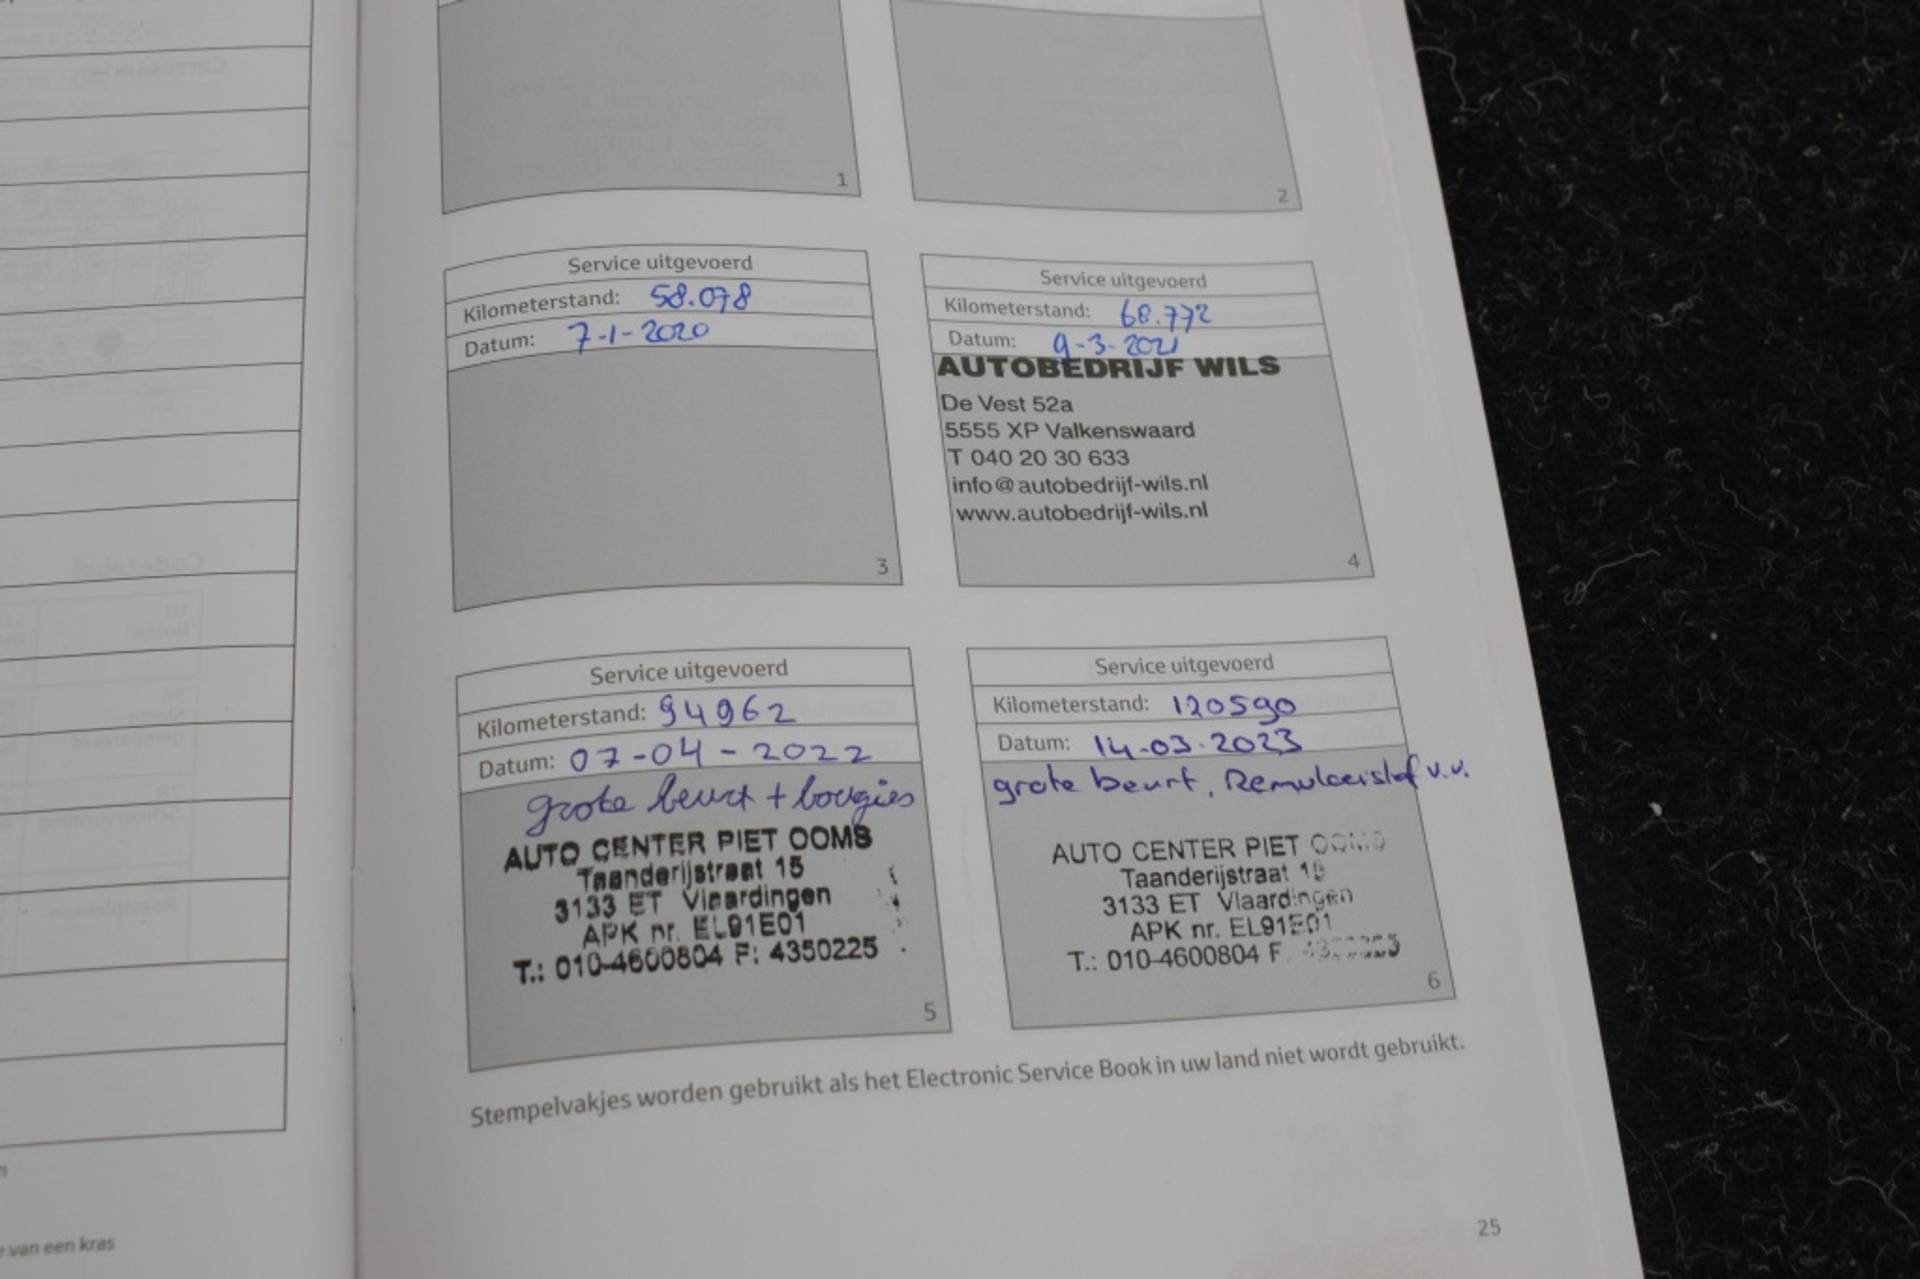 1
2
Service uitgevoerd
Kilometerstand: 58.078
Datum: 7-1-2020
3
Service uitgevoerd
Kilometerstand: 68.772
Datum: 9-3-2021
AUTOBEDRIJF WILS
De Vest 52a
5555 XP Valkenswaard
T 040 20 30 633
info@autobedrijf-wils.nl
www.autobedrijf-wils.nl
4
Service uitgevoerd
Kilometerstand: 94962
Datum: 07-04-2022
grote beurt + bougies
AUTO CENTER PIET OOMS
Taanderijstraat 15
3133 ET Vlaardingen
APK nr. EL91E01
T.: 010-4600804 F: 4350225
5
Service uitgevoerd
Kilometerstand: 120590
Datum: 14-03-2023
grote beurt, Remvloeistof v.v.
AUTO CENTER PIET OOMS
Taanderijstraat 15
3133 ET Vlaardingen
APK nr. EL91E01
T.: 010-4600804 F
6
Stempelvakjes worden gebruikt als het Electronic Service Book in uw land niet wordt gebruikt.
25
van een kras